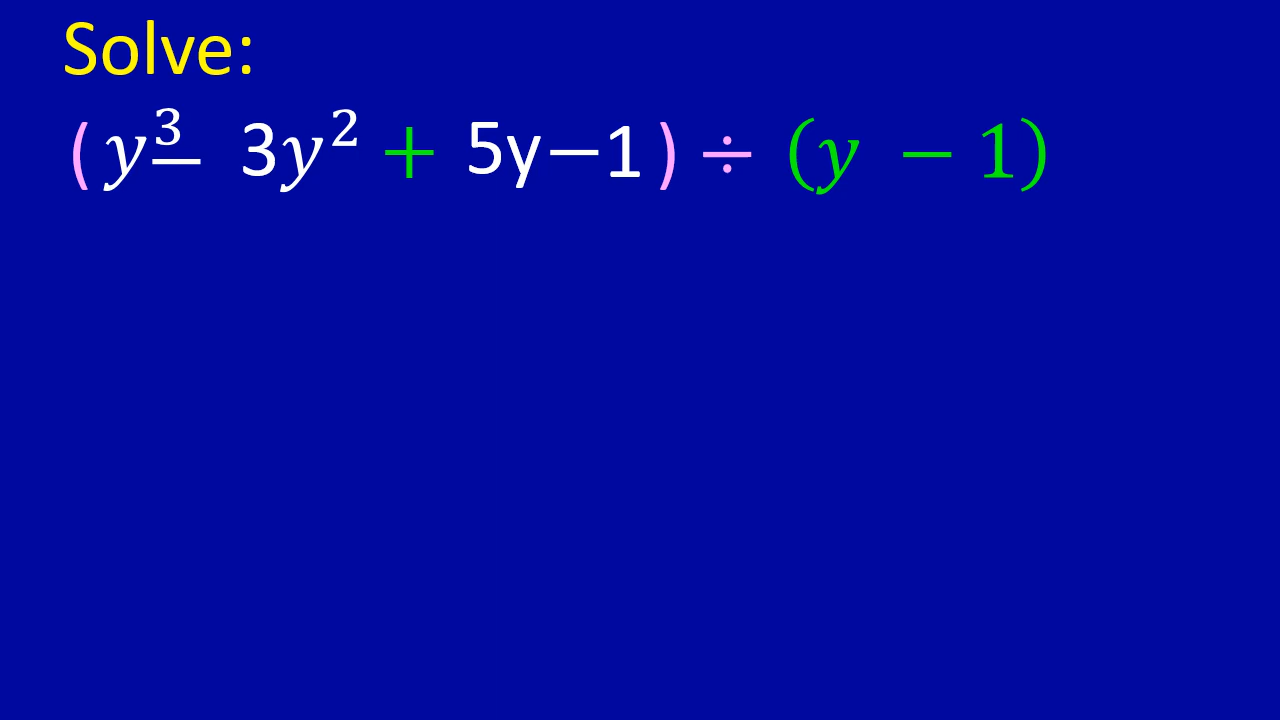 Solve:
( y³ − 3y² + 5y−1 ) ÷ (y − 1)